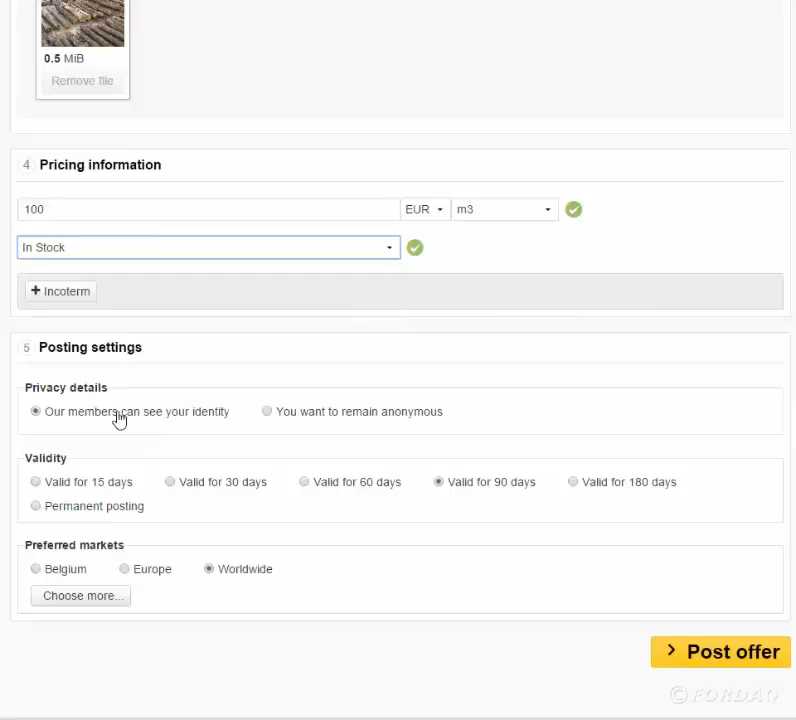 0.5 MiB
Remove file
4 Pricing information
100 EUR m3
In Stock
+ Incoterm
5 Posting settings
Privacy details
Our members can see your identity You want to remain anonymous
Validity
Valid for 15 days Valid for 30 days Valid for 60 days Valid for 90 days Valid for 180 days
Permanent posting
Preferred markets
Belgium Europe Worldwide
Choose more...
> Post offer
© FORDAQ